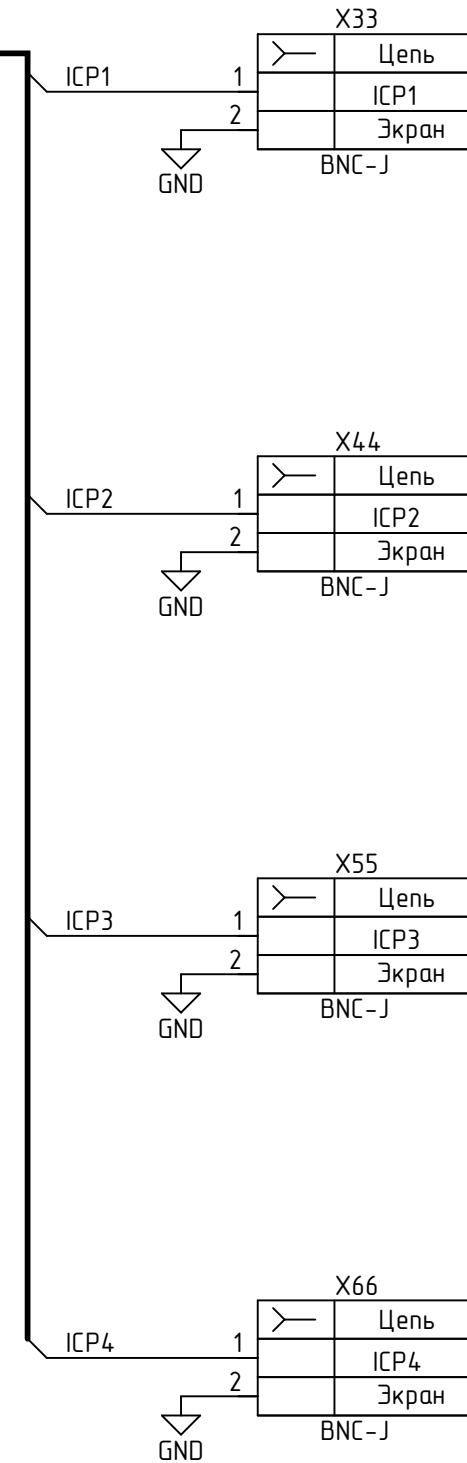 X33
Цепь
ICP1 1 ICP1
2 Экран
GND
BNC-J
X44
Цепь
ICP2 1 ICP2
2 Экран
GND
BNC-J
X55
Цепь
ICP3 1 ICP3
2 Экран
GND
BNC-J
X66
Цепь
ICP4 1 ICP4
2 Экран
GND
BNC-J